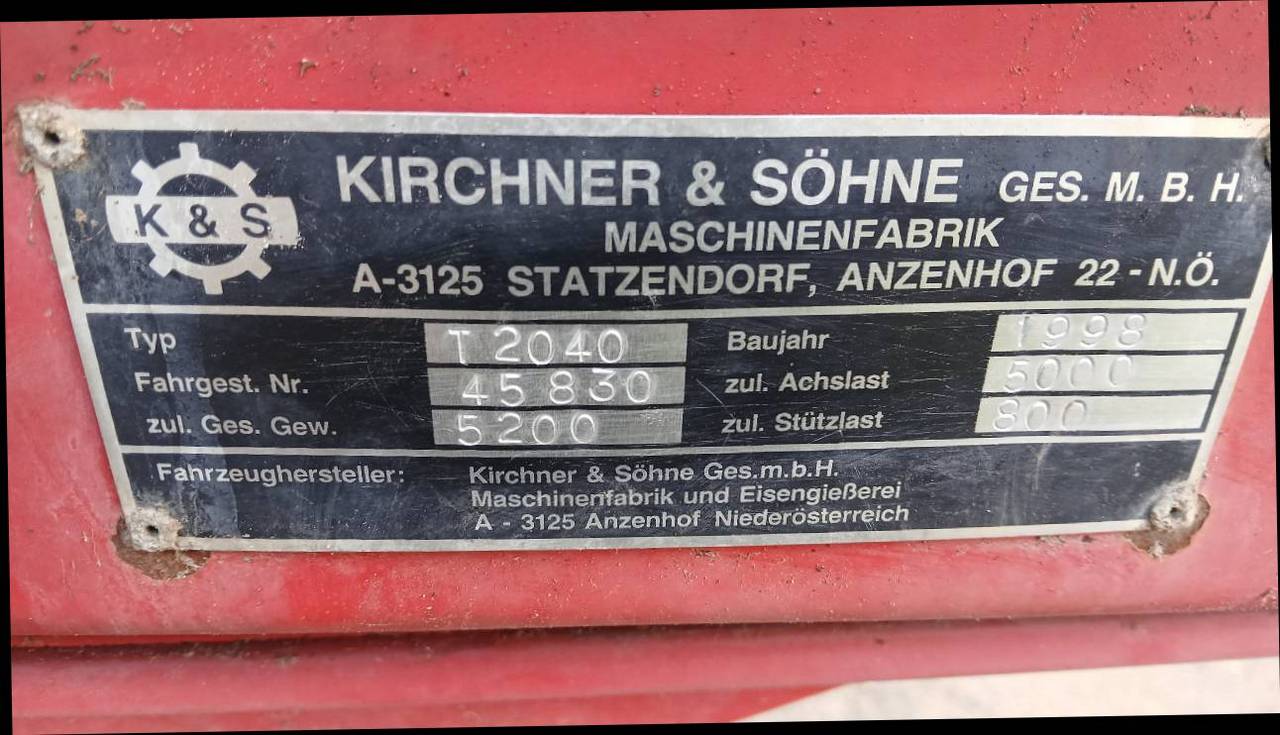 K & S
KIRCHNER & SÖHNE GES. M. B. H.
MASCHINENFABRIK
A-3125 STATZENDORF, ANZENHOF 22 - N.Ö.
Typ T 2040 Baujahr 1998
Fahrgest. Nr. 45830 zul. Achslast 5000
zul. Ges. Gew. 5200 zul. Stützlast 800
Fahrzeughersteller: Kirchner & Söhne Ges.m.b.H.
Maschinenfabrik und Eisengießerei
A - 3125 Anzenhof Niederösterreich